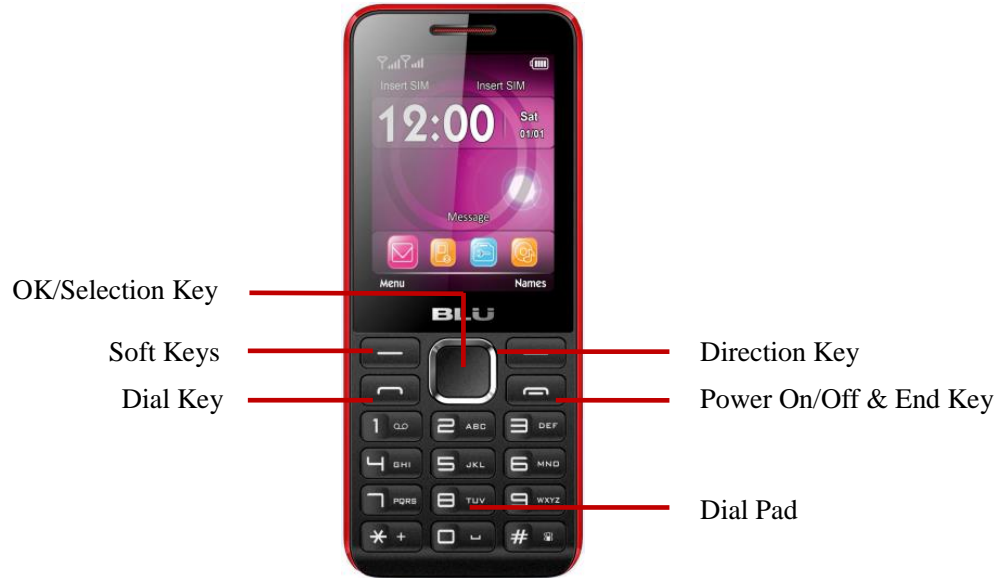 Insert SIM Insert SIM
12:00 Sat
01/01
Message
Menu Names
BLU
OK/Selection Key
Soft Keys Direction Key
Dial Key Power On/Off & End Key
1 2 ABC 3 DEF
4 GHI 5 JKL 6 MNO
7 PQRS 8 TUV 9 WXYZ
Dial Pad
* + 0 #